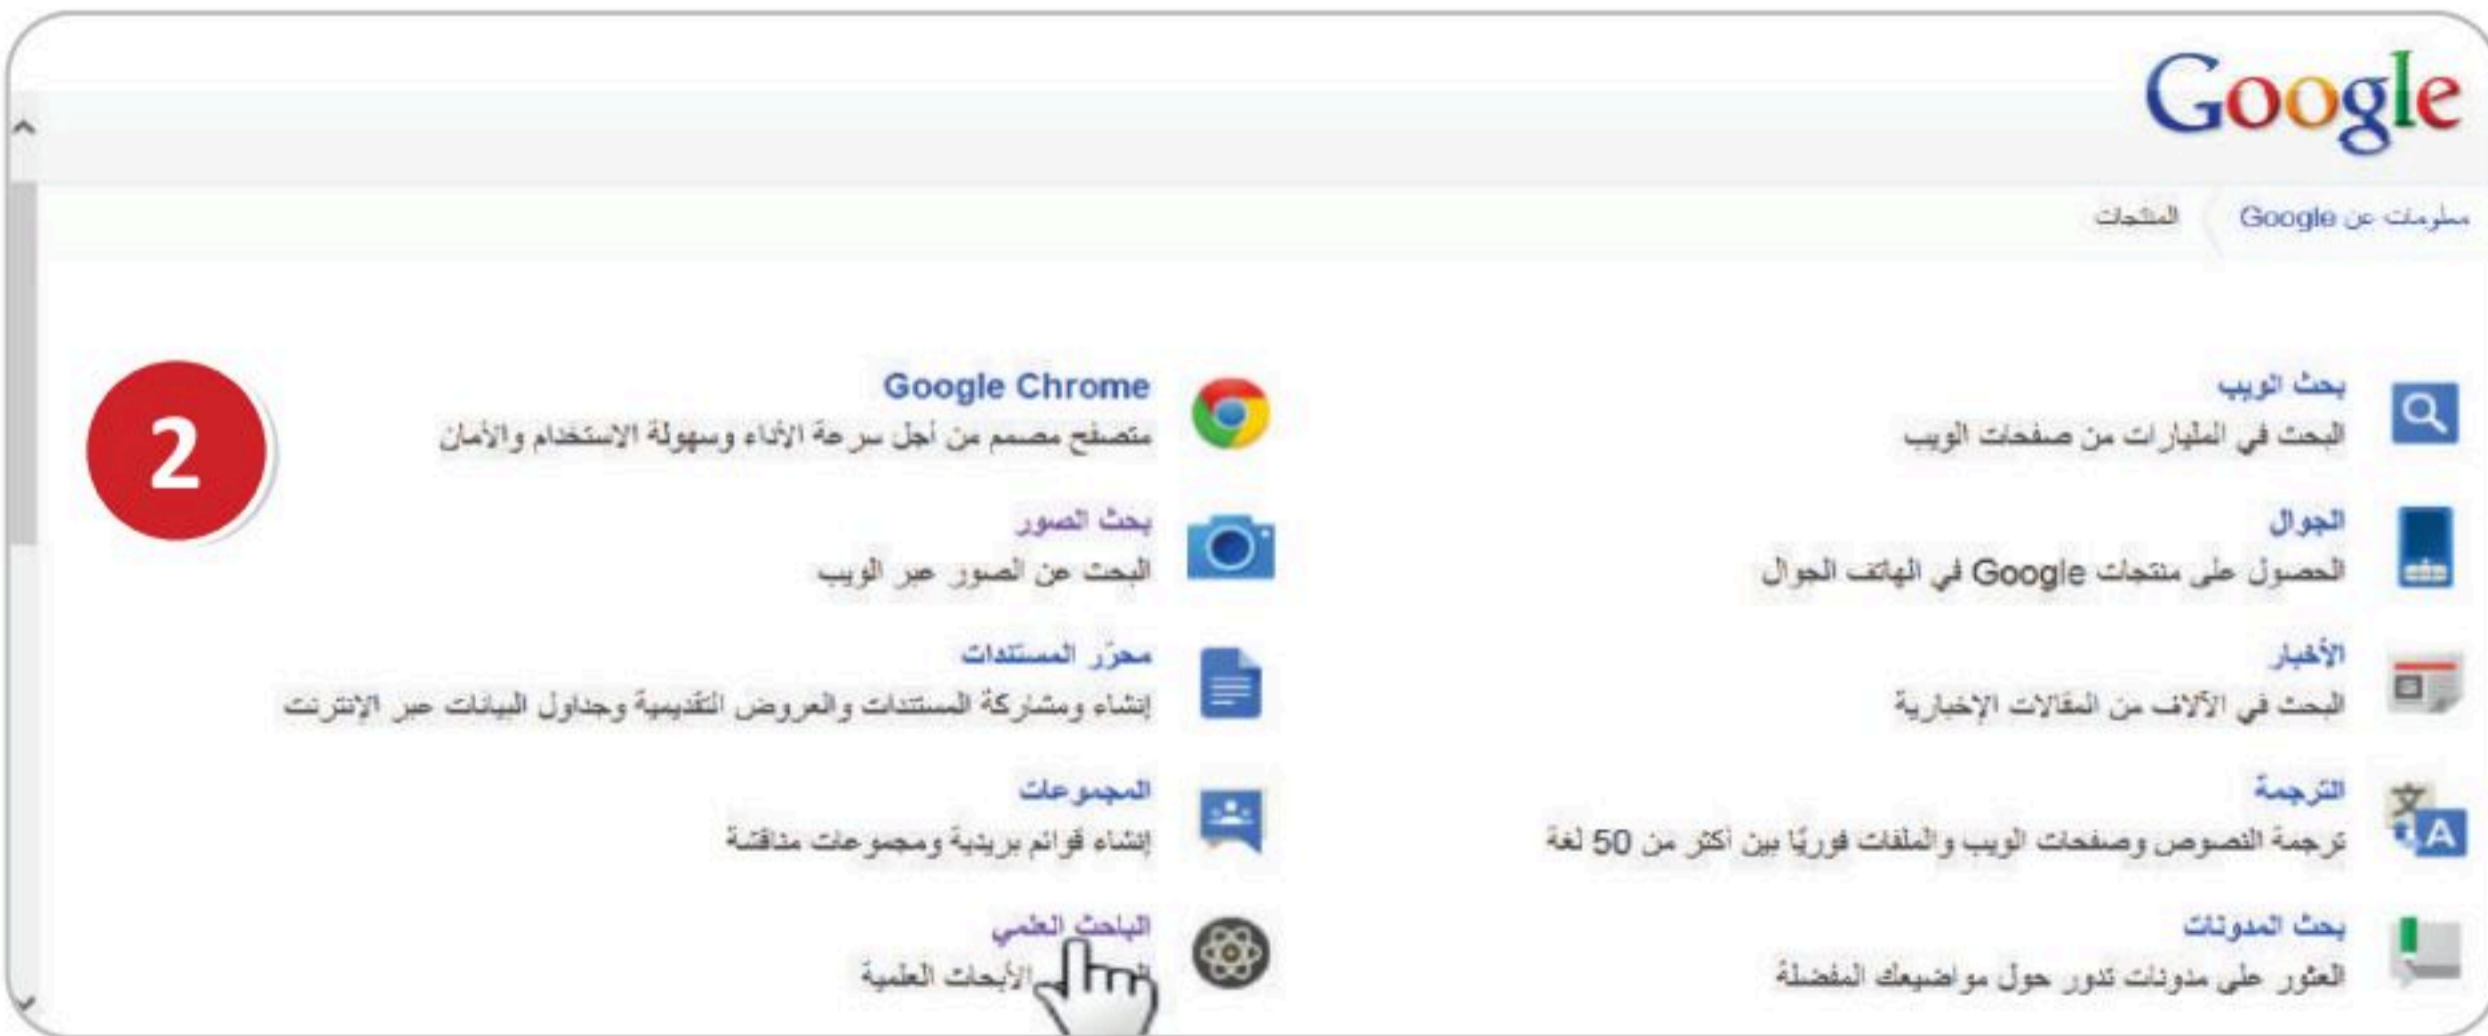 Google
معلومات عن Google
المنتجات
بحث الويب
البحث في المليارات من صفحات الويب
الجوال
الحصول على منتجات Google في الهاتف الجوال
الأخبار
البحث في الآلاف من المقالات الإخبارية
الترجمة
ترجمة النصوص وصفحات الويب والملفات فوريًا بين أكثر من 50 لغة
بحث المدونات
العثور على مدونات تدور حول مواضيعك المفضلة
Google Chrome
متصفح مصمم من أجل سرعة الأداء وسهولة الاستخدام والأمان
بحث الصور
البحث عن الصور عبر الويب
محرّر المستندات
إنشاء ومشاركة المستندات والعروض التقديمية وجداول البيانات عبر الإنترنت
المجموعات
إنشاء قوائم بريدية ومجموعات مناقشة
الباحث العلمي
الأبحاث العلمية
2